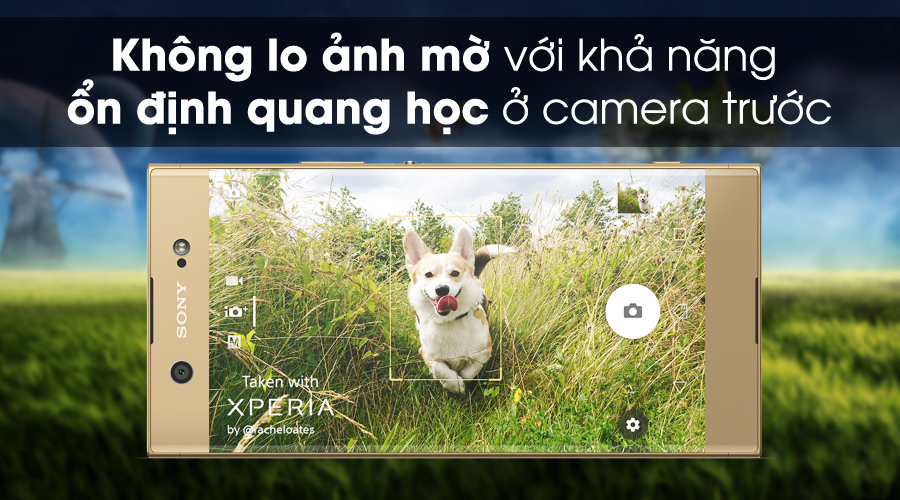 Không lo ảnh mờ với khả năng
ổn định quang học ở camera trước
SONY
M
Taken with
XPERIA
by @racheloates